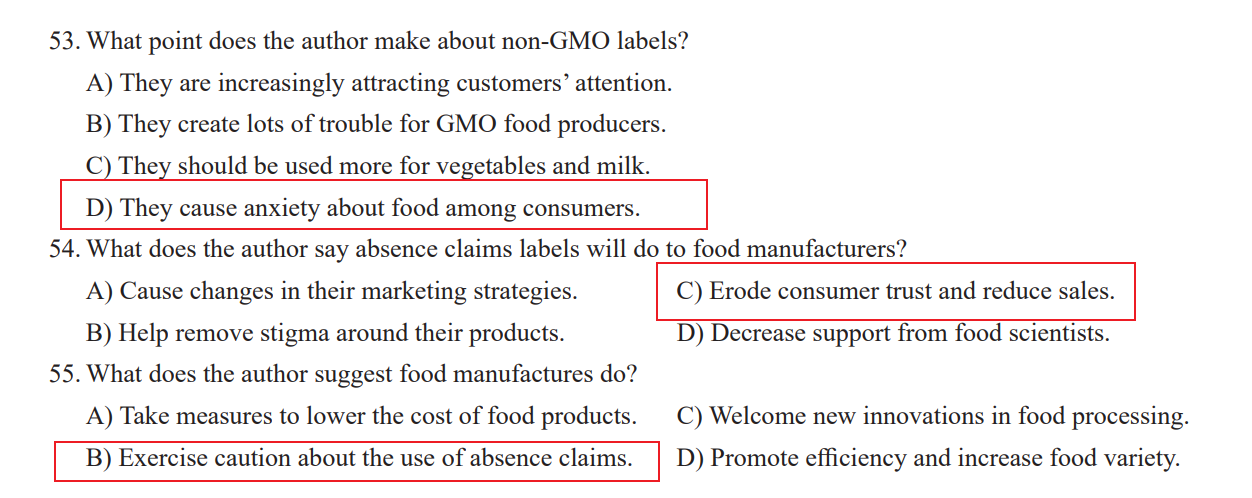 53. What point does the author make about non-GMO labels?
A) They are increasingly attracting customers’ attention.
B) They create lots of trouble for GMO food producers.
C) They should be used more for vegetables and milk.
D) They cause anxiety about food among consumers.
54. What does the author say absence claims labels will do to food manufacturers?
A) Cause changes in their marketing strategies. C) Erode consumer trust and reduce sales.
B) Help remove stigma around their products. D) Decrease support from food scientists.
55. What does the author suggest food manufactures do?
A) Take measures to lower the cost of food products. C) Welcome new innovations in food processing.
B) Exercise caution about the use of absence claims. D) Promote efficiency and increase food variety.